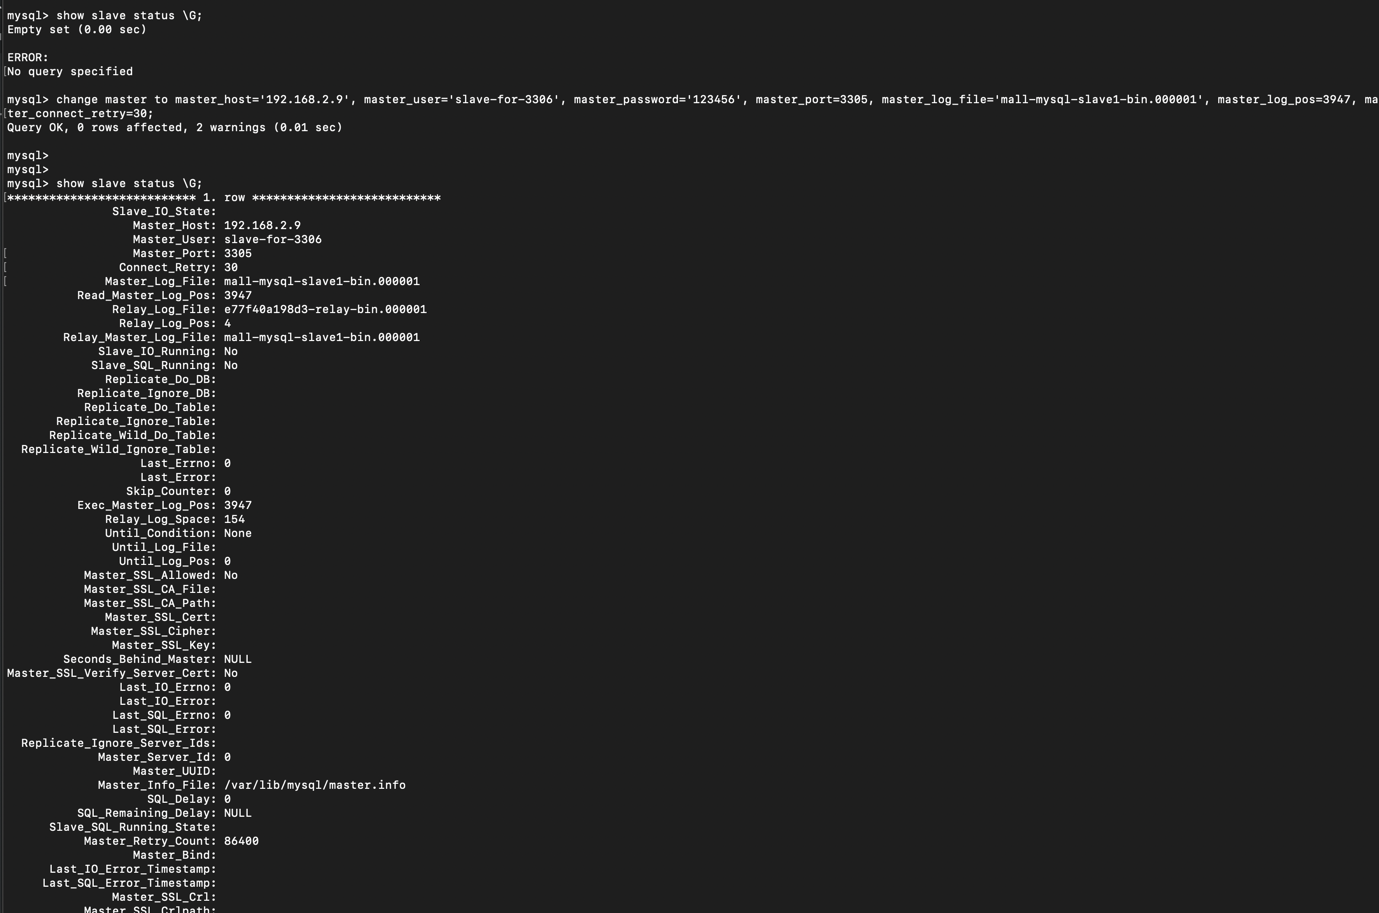 mysql> show slave status \G;
Empty set (0.00 sec)
ERROR:
[No query specified
mysql> change master to master_host='192.168.2.9', master_user='slave-for-3306', master_password='123456', master_port=3305, master_log_file='mall-mysql-slave1-bin.000001', master_log_pos=3947, ma
[ter_connect_retry=30;
Query OK, 0 rows affected, 2 warnings (0.01 sec)
mysql>
mysql>
mysql> show slave status \G;
[*************************** 1. row ***************************
Slave_IO_State:
Master_Host: 192.168.2.9
Master_User: slave-for-3306
[ Master_Port: 3305
[ Connect_Retry: 30
[ Master_Log_File: mall-mysql-slave1-bin.000001
Read_Master_Log_Pos: 3947
Relay_Log_File: e77f40a198d3-relay-bin.000001
Relay_Log_Pos: 4
Relay_Master_Log_File: mall-mysql-slave1-bin.000001
Slave_IO_Running: No
Slave_SQL_Running: No
Replicate_Do_DB:
Replicate_Ignore_DB:
Replicate_Do_Table:
Replicate_Ignore_Table:
Replicate_Wild_Do_Table:
Replicate_Wild_Ignore_Table:
Last_Errno: 0
Last_Error:
Skip_Counter: 0
Exec_Master_Log_Pos: 3947
Relay_Log_Space: 154
Until_Condition: None
Until_Log_File:
Until_Log_Pos: 0
Master_SSL_Allowed: No
Master_SSL_CA_File:
Master_SSL_CA_Path:
Master_SSL_Cert:
Master_SSL_Cipher:
Master_SSL_Key:
Seconds_Behind_Master: NULL
Master_SSL_Verify_Server_Cert: No
Last_IO_Errno: 0
Last_IO_Error:
Last_SQL_Errno: 0
Last_SQL_Error:
Replicate_Ignore_Server_Ids:
Master_Server_Id: 0
Master_UUID:
Master_Info_File: /var/lib/mysql/master.info
SQL_Delay: 0
SQL_Remaining_Delay: NULL
Slave_SQL_Running_State:
Master_Retry_Count: 86400
Master_Bind:
Last_IO_Error_Timestamp:
Last_SQL_Error_Timestamp:
Master_SSL_Crl:
Master_SSL_Crlpath: